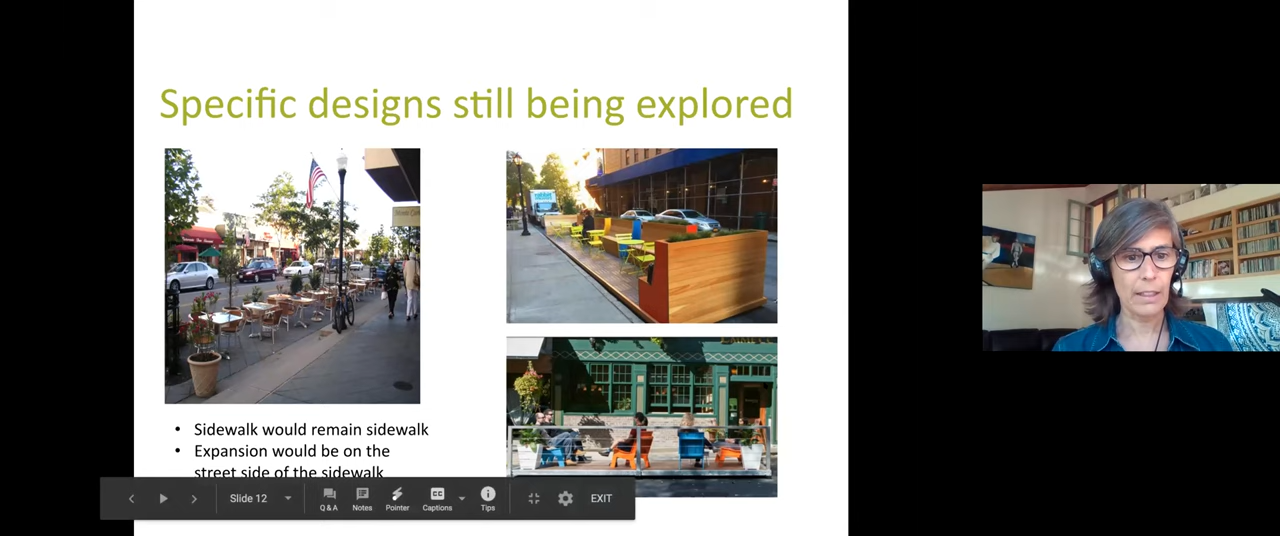 Specific designs still being explored
• Sidewalk would remain sidewalk
• Expansion would be on the
street side of the sidewalk
Slide 12
Q & A
Notes
Pointer
CC
Captions
Tips
EXIT